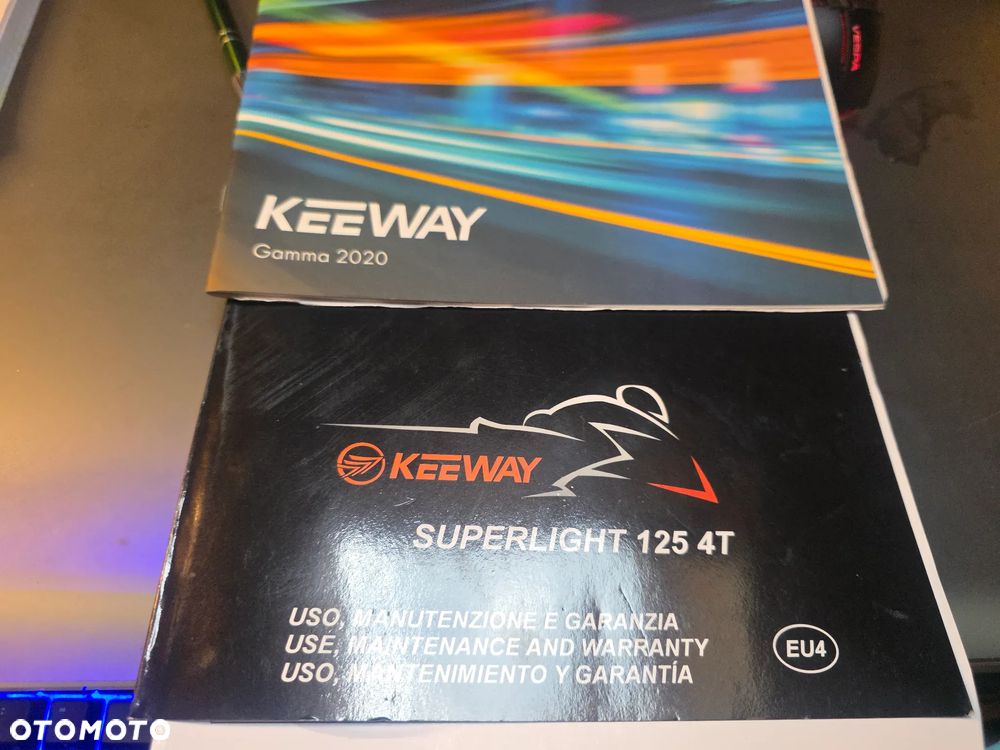 VESPA
KEEWAY
Gamma 2020
KEEWAY
SUPERLIGHT 125 4T
USO, MANUTENZIONE E GARANZIA
USE, MAINTENANCE AND WARRANTY
USO, MANTENIMIENTO Y GARANTÍA
EU4
OTOMOTO